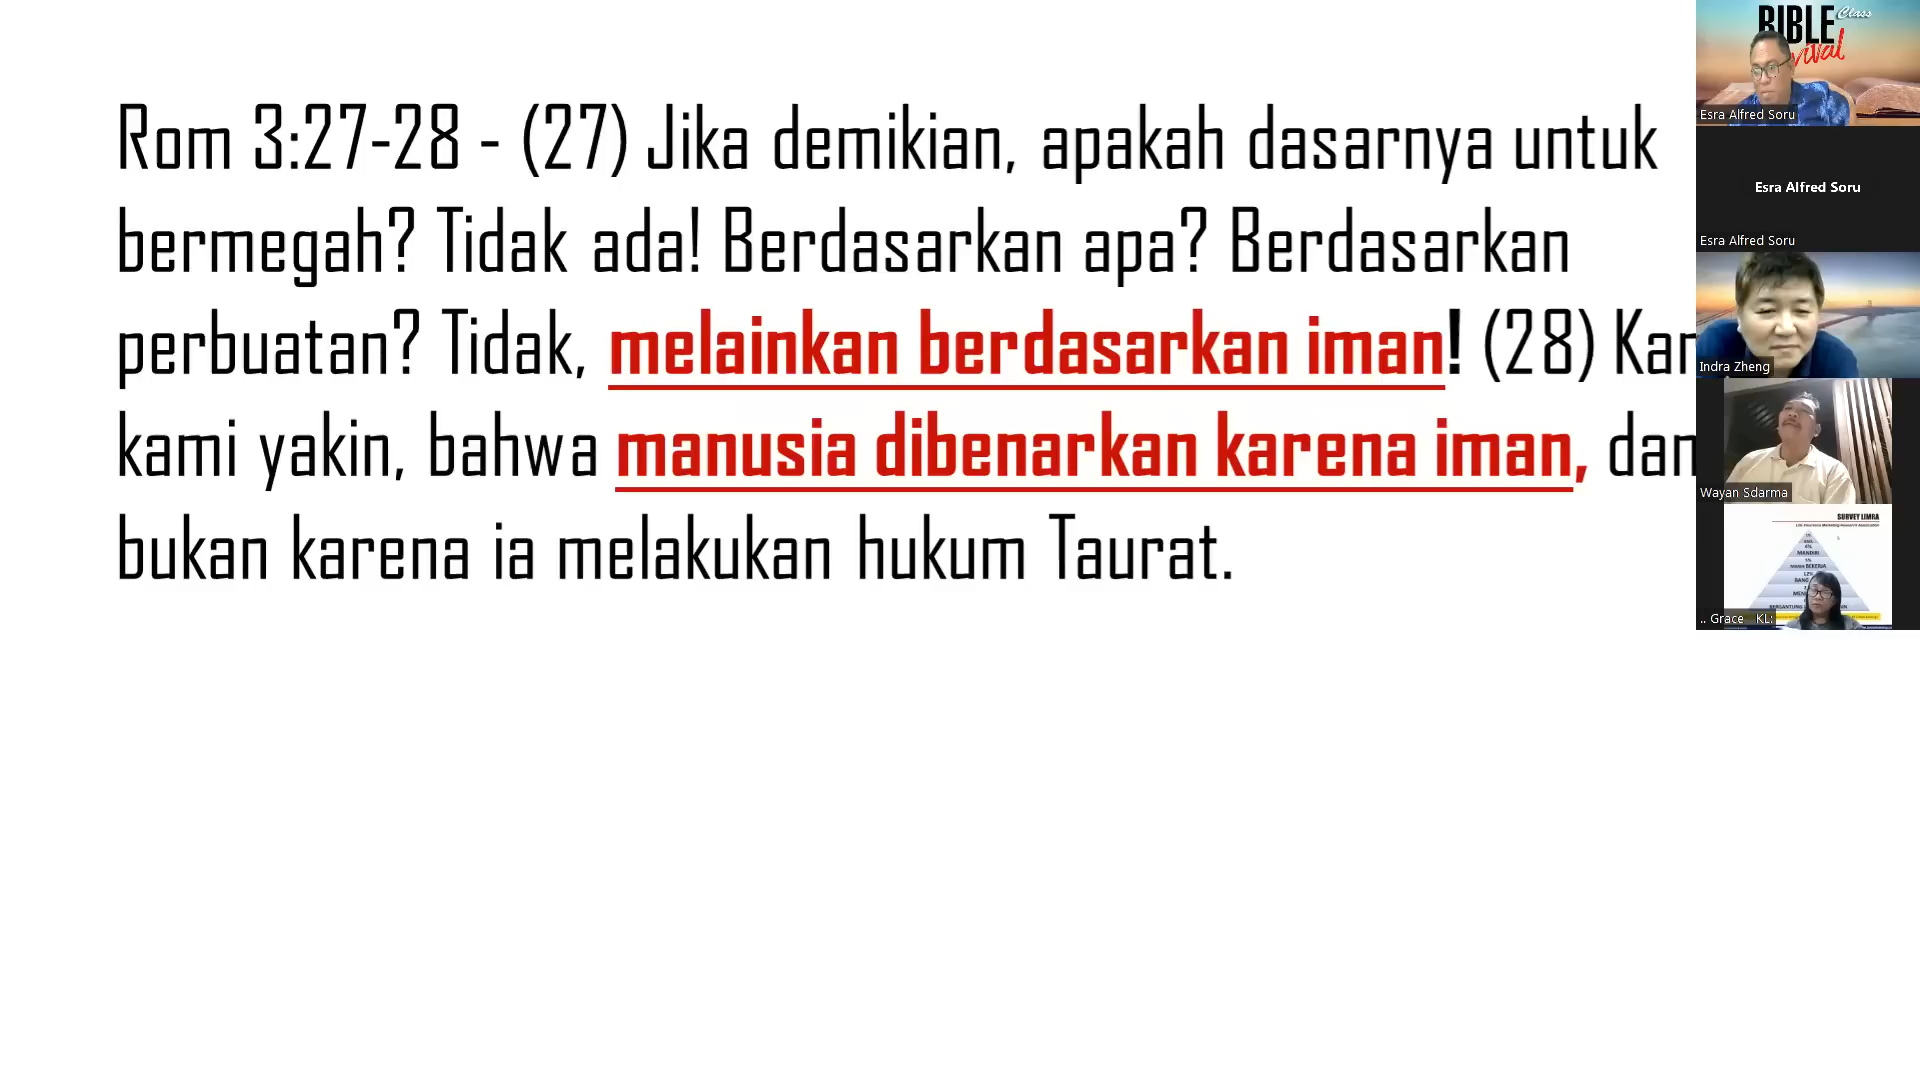 Rom 3:27-28 - (27) Jika demikian, apakah dasarnya untuk
bermegah? Tidak ada! Berdasarkan apa? Berdasarkan
perbuatan? Tidak, melainkan berdasarkan iman! (28) Kar
kami yakin, bahwa manusia dibenarkan karena iman, dan
bukan karena ia melakukan hukum Taurat.
BIBLE Class
Esra Alfred Soru
Esra Alfred Soru
Esra Alfred Soru
Indra Zheng
Wayan Sdarma
SURVEY LIMRA
MANDIRI
BEKERJA
.. Grace KL: